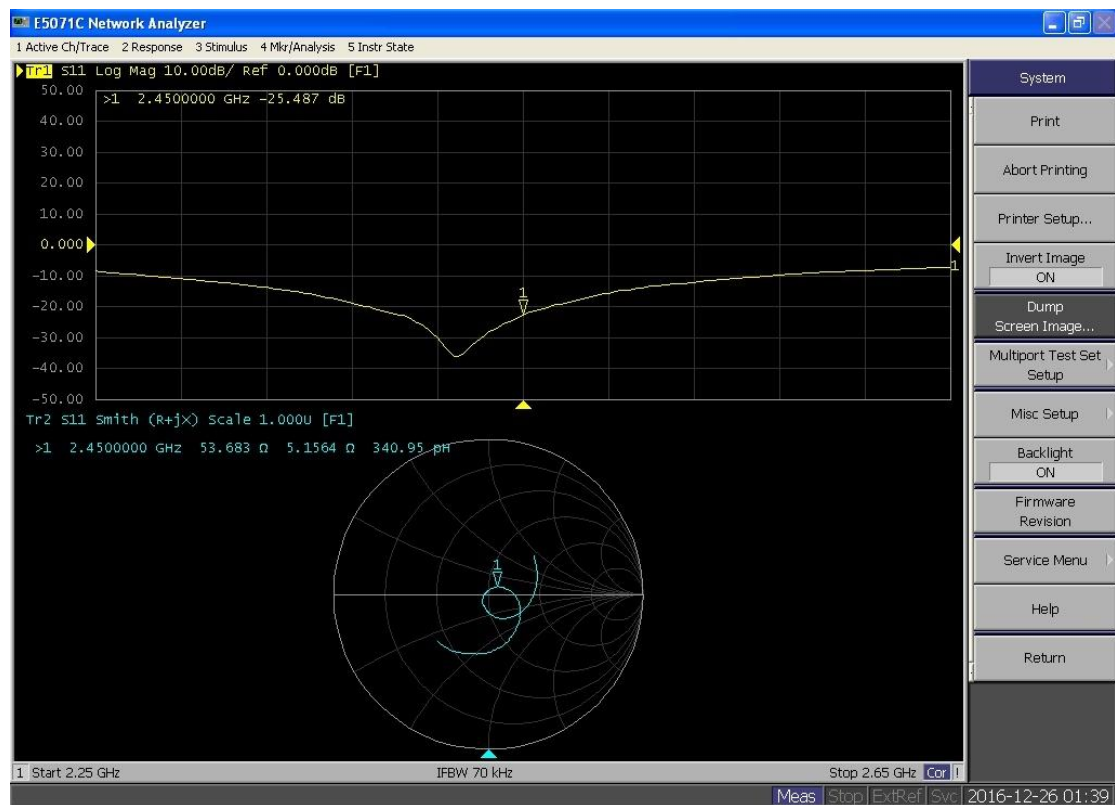 E5071C Network Analyzer
1 Active Ch/Trace 2 Response 3 Stimulus 4 Mkr/Analysis 5 Instr State
Tr1 S11 Log Mag 10.00dB/ Ref 0.000dB [F1]
50.00
>1 2.4500000 GHz -25.487 dB
40.00
30.00
20.00
10.00
0.000
-10.00
-20.00
-30.00
-40.00
-50.00
1
1
Tr2 S11 Smith (R+jX) Scale 1.000U [F1]
>1 2.4500000 GHz 53.683 Ω 5.1564 Ω 340.95 pH
1
1 Start 2.25 GHz IFBW 70 kHz Stop 2.65 GHz Cor !
Meas Stop ExtRef Svc 2016-12-26 01:39
System
Print
Abort Printing
Printer Setup...
Invert Image
ON
Dump
Screen Image...
Multiport Test Set
Setup
Misc Setup
Backlight
ON
Firmware
Revision
Service Menu
Help
Return